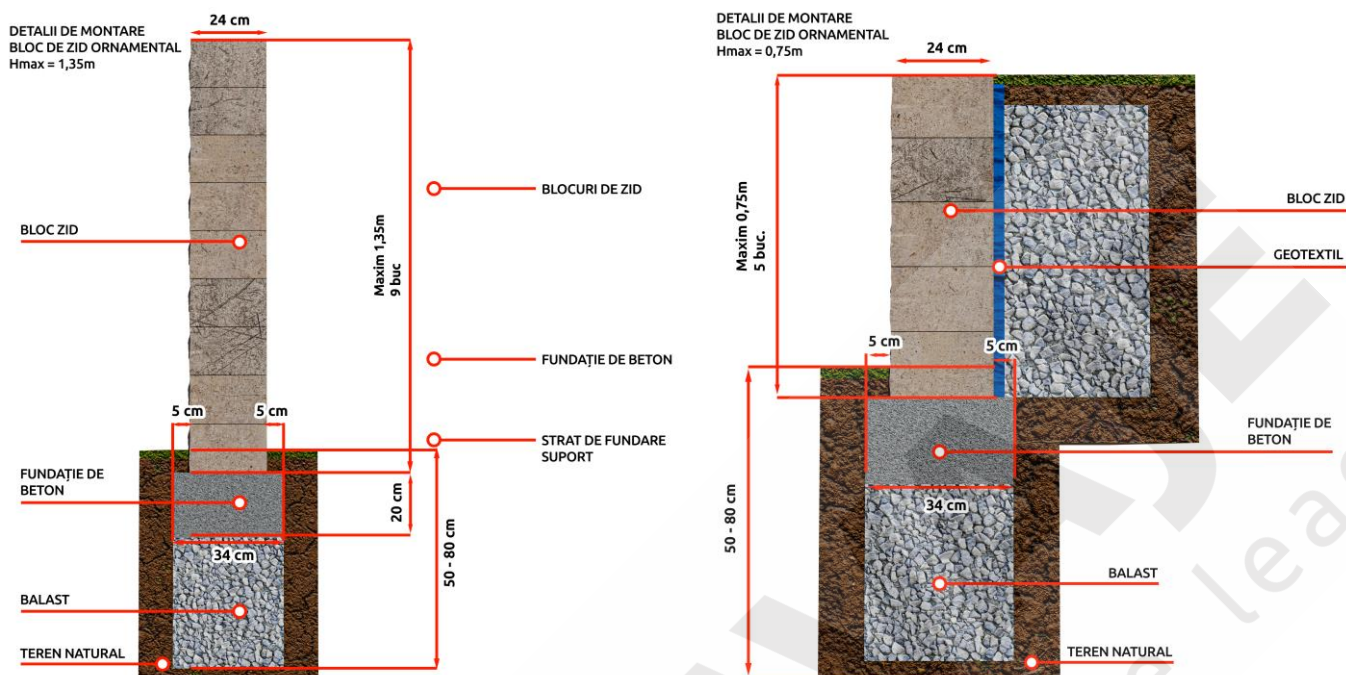 DETALII DE MONTARE
BLOC DE ZID ORNAMENTAL
Hmax = 1,35m
24 cm
BLOC ZID
Maxim 1,35m
9 buc
BLOCURI DE ZID
FUNDAȚIE DE BETON
STRAT DE FUNDARE
SUPORT
5 cm
5 cm
FUNDAȚIE DE
BETON
20 cm
34 cm
50 - 80 cm
BALAST
TEREN NATURAL
DETALII DE MONTARE
BLOC DE ZID ORNAMENTAL
Hmax = 0,75m
24 cm
Maxim 0,75m
5 buc.
BLOC ZID
GEOTEXTIL
5 cm
5 cm
FUNDAȚIE DE
BETON
34 cm
50 - 80 cm
BALAST
TEREN NATURAL